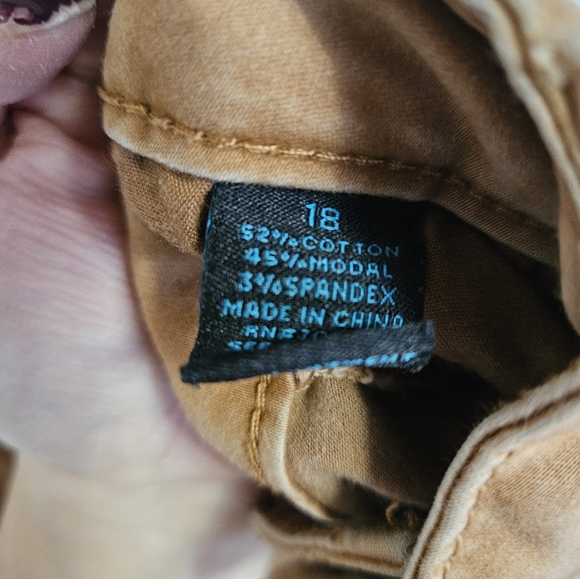 18
52%COTTON
45%MODAL
3%SPANDEX
MADE IN CHINA